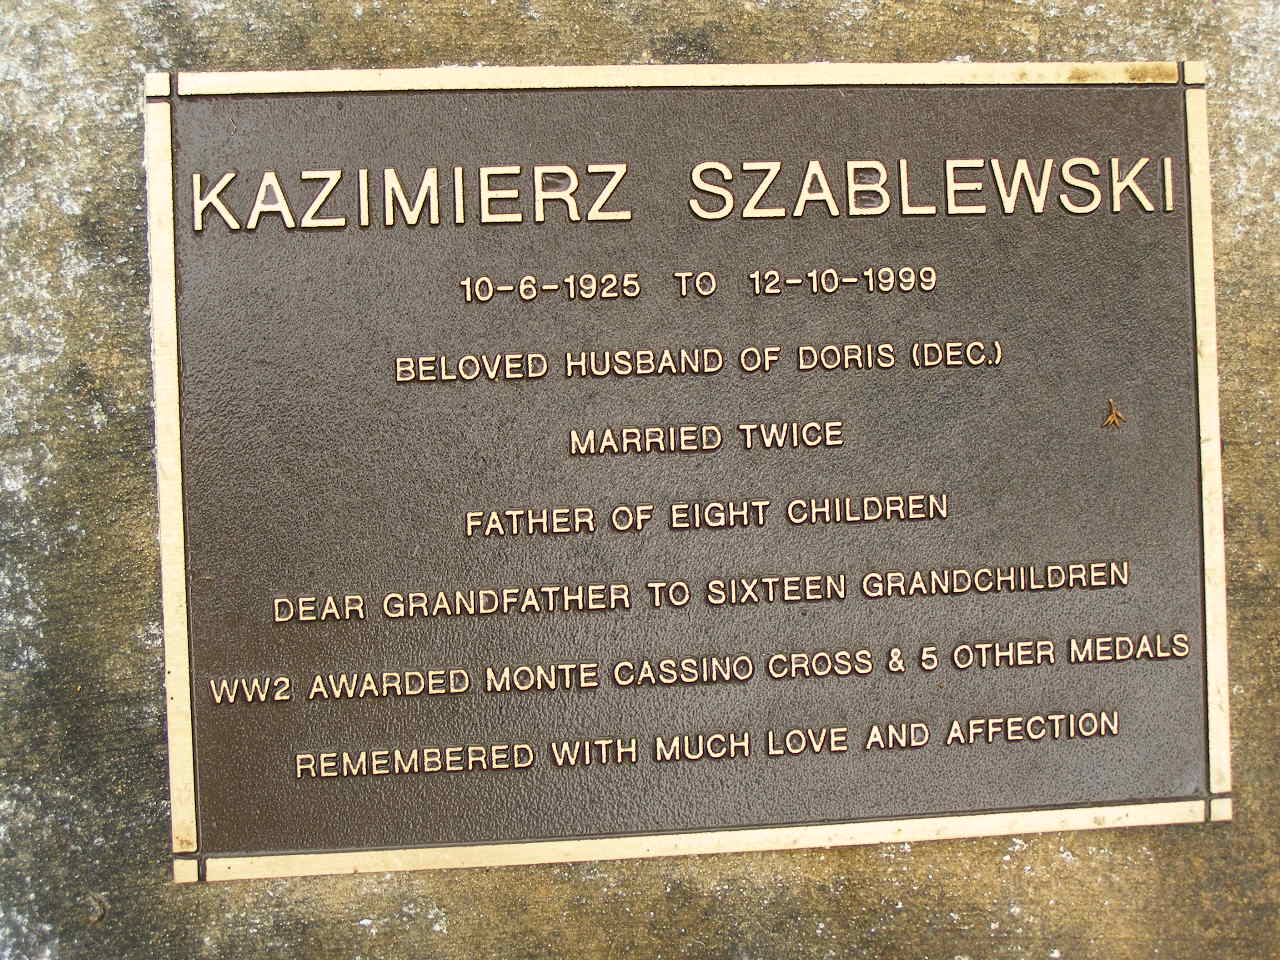 KAZIMIERZ SZABLEWSKI
10-6-1925 TO 12-10-1999
BELOVED HUSBAND OF DORIS (DEC.)
MARRIED TWICE
FATHER OF EIGHT CHILDREN
DEAR GRANDFATHER TO SIXTEEN GRANDCHILDREN
WW2 AWARDED MONTE CASSINO CROSS & 5 OTHER MEDALS
REMEMBERED WITH MUCH LOVE AND AFFECTION